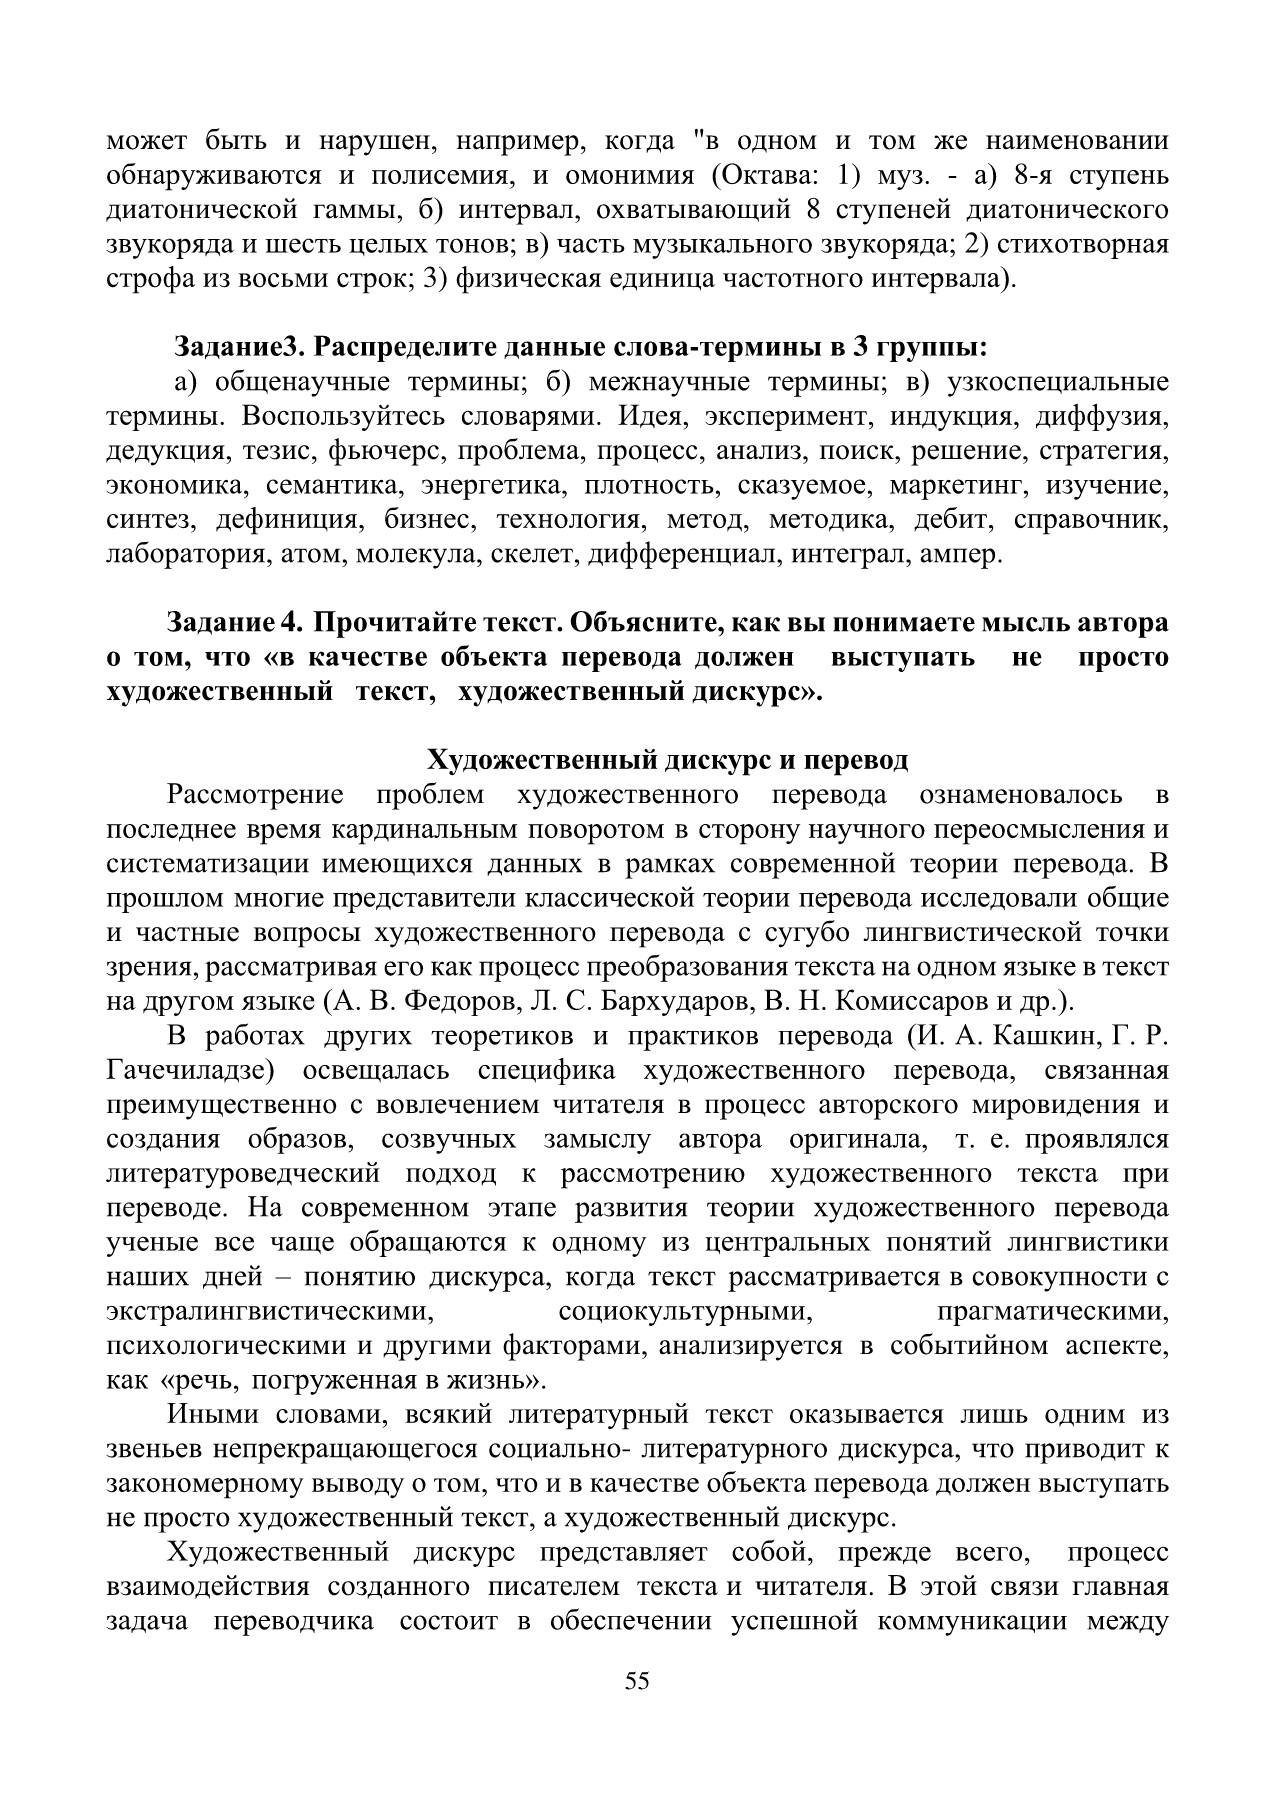 может быть и нарушен, например, когда "в одном и том же наименовании
обнаруживаются и полисемия, и омонимия (Октава: 1) муз. - а) 8-я ступень
диатонической гаммы, б) интервал, охватывающий 8 ступеней диатонического
звукоряда и шесть целых тонов; в) часть музыкального звукоряда; 2) стихотворная
строфа из восьми строк; 3) физическая единица частотного интервала).
Задание3. Распределите данные слова-термины в 3 группы:
а) общенаучные термины; б) межнаучные термины; в) узкоспециальные
термины. Воспользуйтесь словарями. Идея, эксперимент, индукция, диффузия,
дедукция, тезис, фьючерс, проблема, процесс, анализ, поиск, решение, стратегия,
экономика, семантика, энергетика, плотность, сказуемое, маркетинг, изучение,
синтез, дефиниция, бизнес, технология, метод, методика, дебит, справочник,
лаборатория, атом, молекула, скелет, дифференциал, интеграл, ампер.
Задание 4. Прочитайте текст. Объясните, как вы понимаете мысль автора
о том, что «в качестве объекта перевода должен выступать не просто
художественный текст, художественный дискурс».
Художественный дискурс и перевод
Рассмотрение проблем художественного перевода ознаменовалось в
последнее время кардинальным поворотом в сторону научного переосмысления и
систематизации имеющихся данных в рамках современной теории перевода. В
прошлом многие представители классической теории перевода исследовали общие
и частные вопросы художественного перевода с сугубо лингвистической точки
зрения, рассматривая его как процесс преобразования текста на одном языке в текст
на другом языке (А. В. Федоров, Л. С. Бархударов, В. Н. Комиссаров и др.).
В работах других теоретиков и практиков перевода (И. А. Кашкин, Г. Р.
Гачечиладзе) освещалась специфика художественного перевода, связанная
преимущественно с вовлечением читателя в процесс авторского мировидения и
создания образов, созвучных замыслу автора оригинала, т. е. проявлялся
литературоведческий подход к рассмотрению художественного текста при
переводе. На современном этапе развития теории художественного перевода
ученые все чаще обращаются к одному из центральных понятий лингвистики
наших дней – понятию дискурса, когда текст рассматривается в совокупности с
экстралингвистическими, социокультурными, прагматическими,
психологическими и другими факторами, анализируется в событийном аспекте,
как «речь, погруженная в жизнь».
Иными словами, всякий литературный текст оказывается лишь одним из
звеньев непрекращающегося социально- литературного дискурса, что приводит к
закономерному выводу о том, что и в качестве объекта перевода должен выступать
не просто художественный текст, а художественный дискурс.
Художественный дискурс представляет собой, прежде всего, процесс
взаимодействия созданного писателем текста и читателя. В этой связи главная
задача переводчика состоит в обеспечении успешной коммуникации между
55